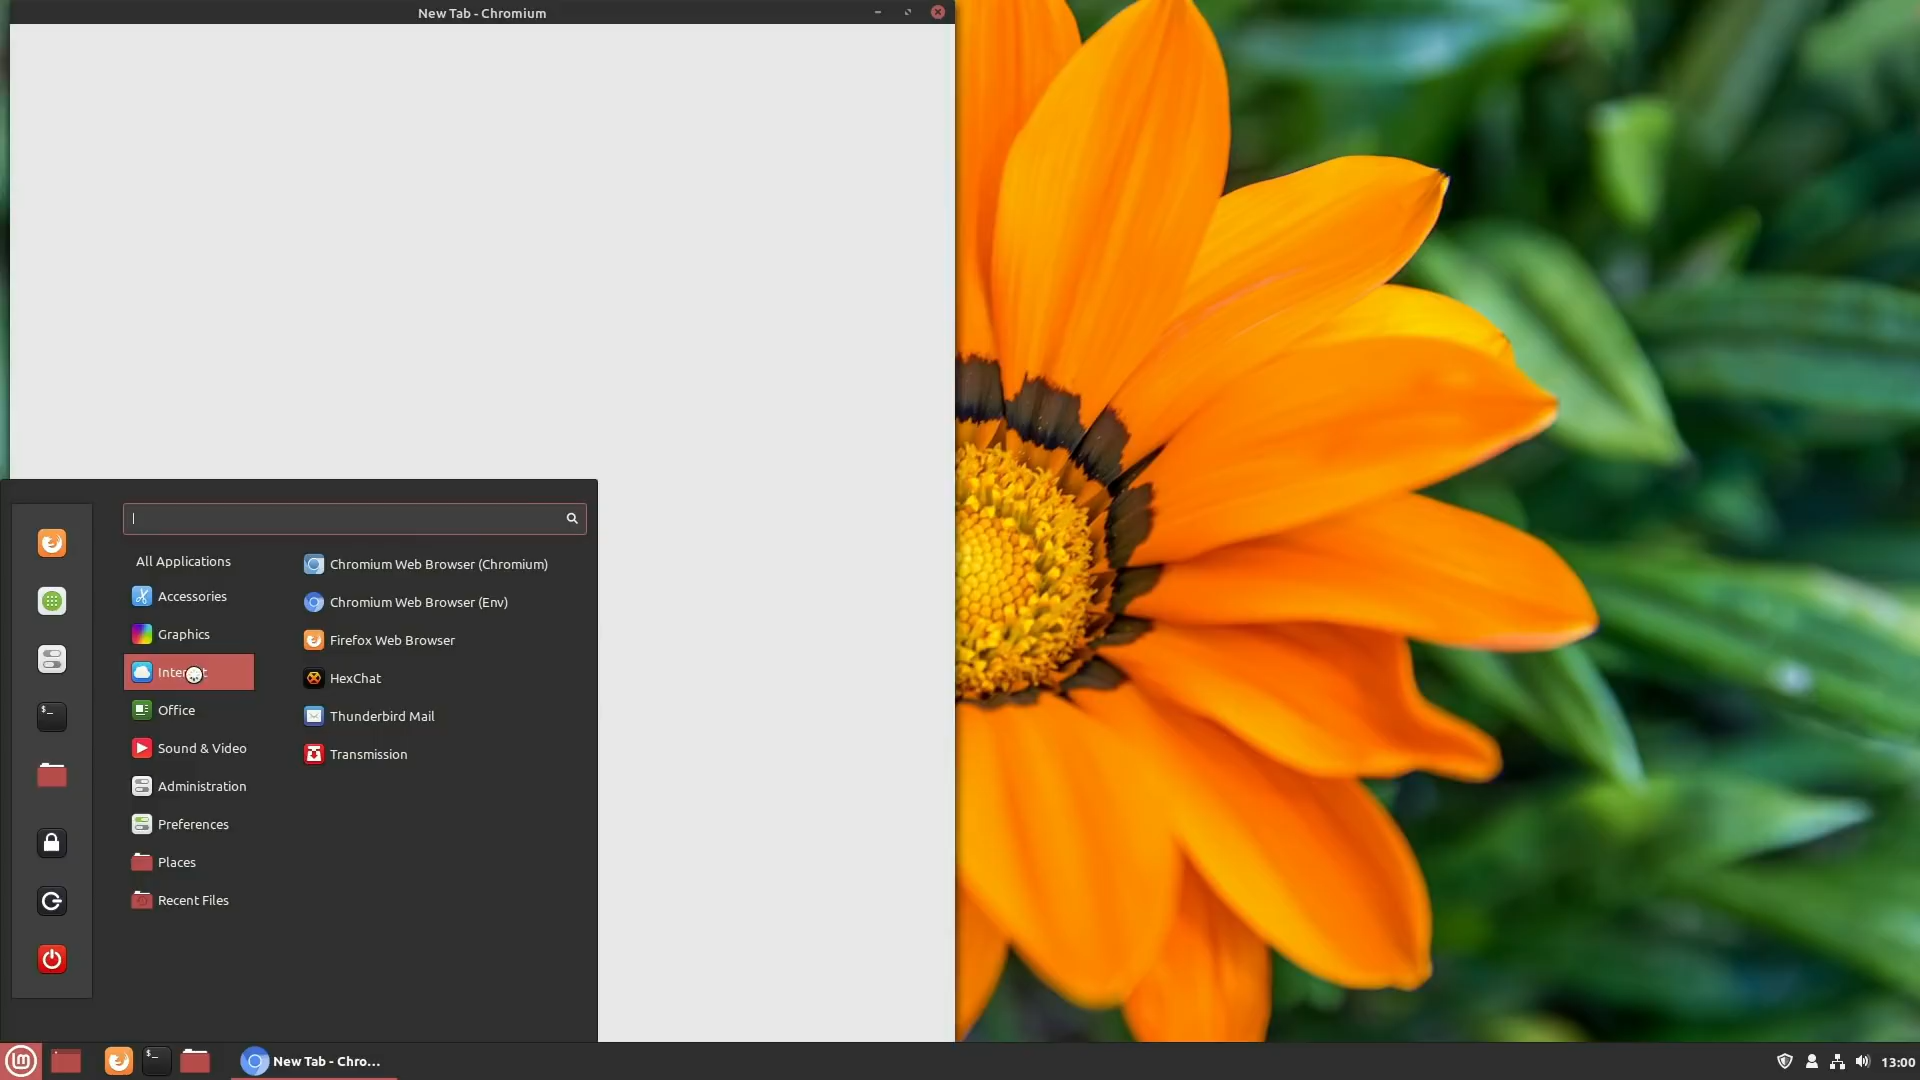 New Tab - Chromium
All Applications
Accessories
Graphics
Office
Sound & Video
Administration
Preferences
Places
Recent Files
Chromium Web Browser (Chromium)
Chromium Web Browser (Env)
Firefox Web Browser
HexChat
Thunderbird Mail
Transmission
New Tab - Chro...
13:00